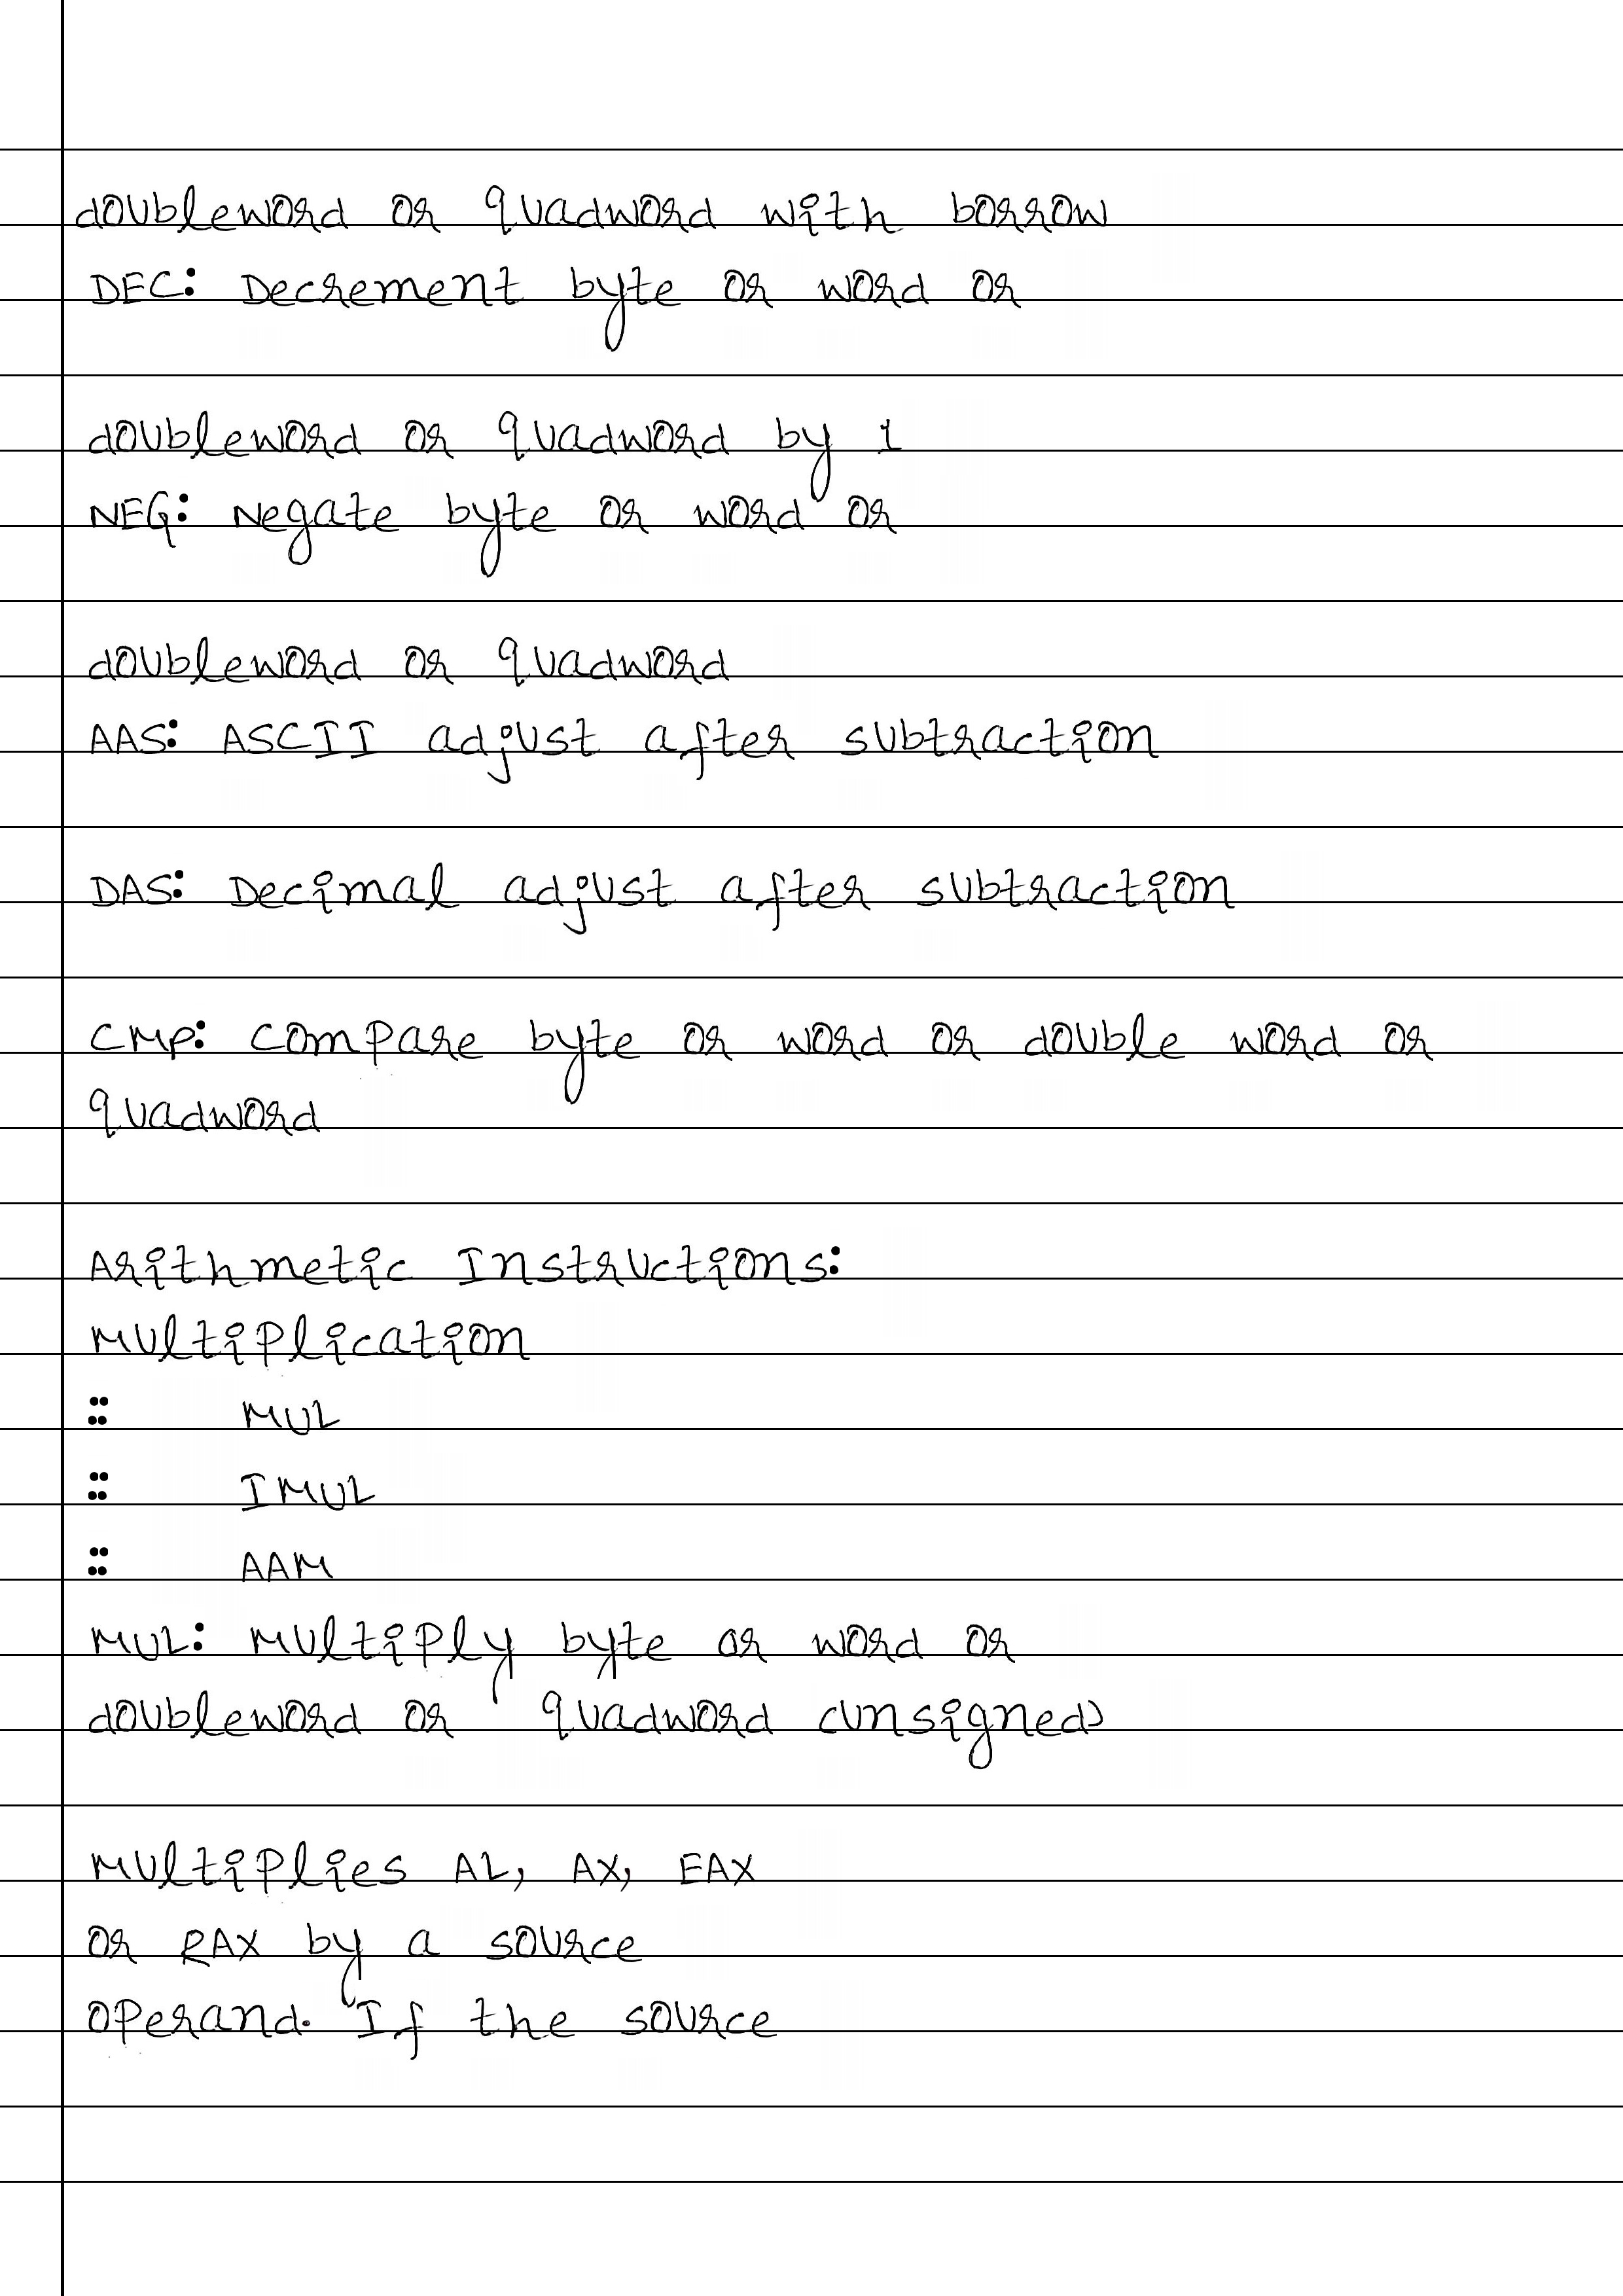 doubleword or quadword with borrow
DEC: Decrement byte or word or
doubleword or quadword by 1
NEG: Negate byte or word or
doubleword or quadword
AAS: ASCII adjust after subtraction
DAS: Decimal adjust after subtraction
CMP: Compare byte or word or double word or
quadword
Arithmetic Instructions:
Multiplication
:: MUL
:: IMUL
:: AAM
MUL: Multiply byte or word or
doubleword or quadword (unsigned)
Multiplies AL, AX, EAX
or RAX by a source
operand. If the source